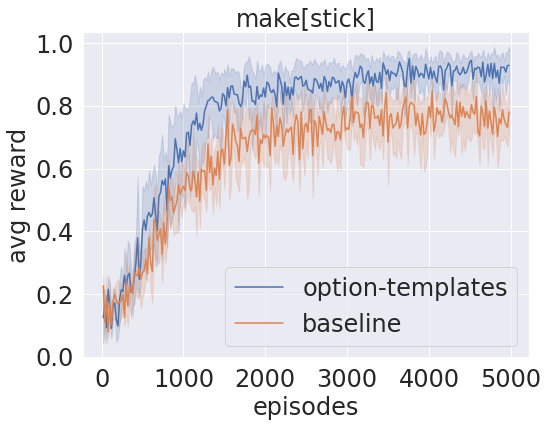 make[stick]
avg reward
1.0
0.8
0.6
0.4
0.2
0.0
option-templates
baseline
0 1000 2000 3000 4000 5000
episodes